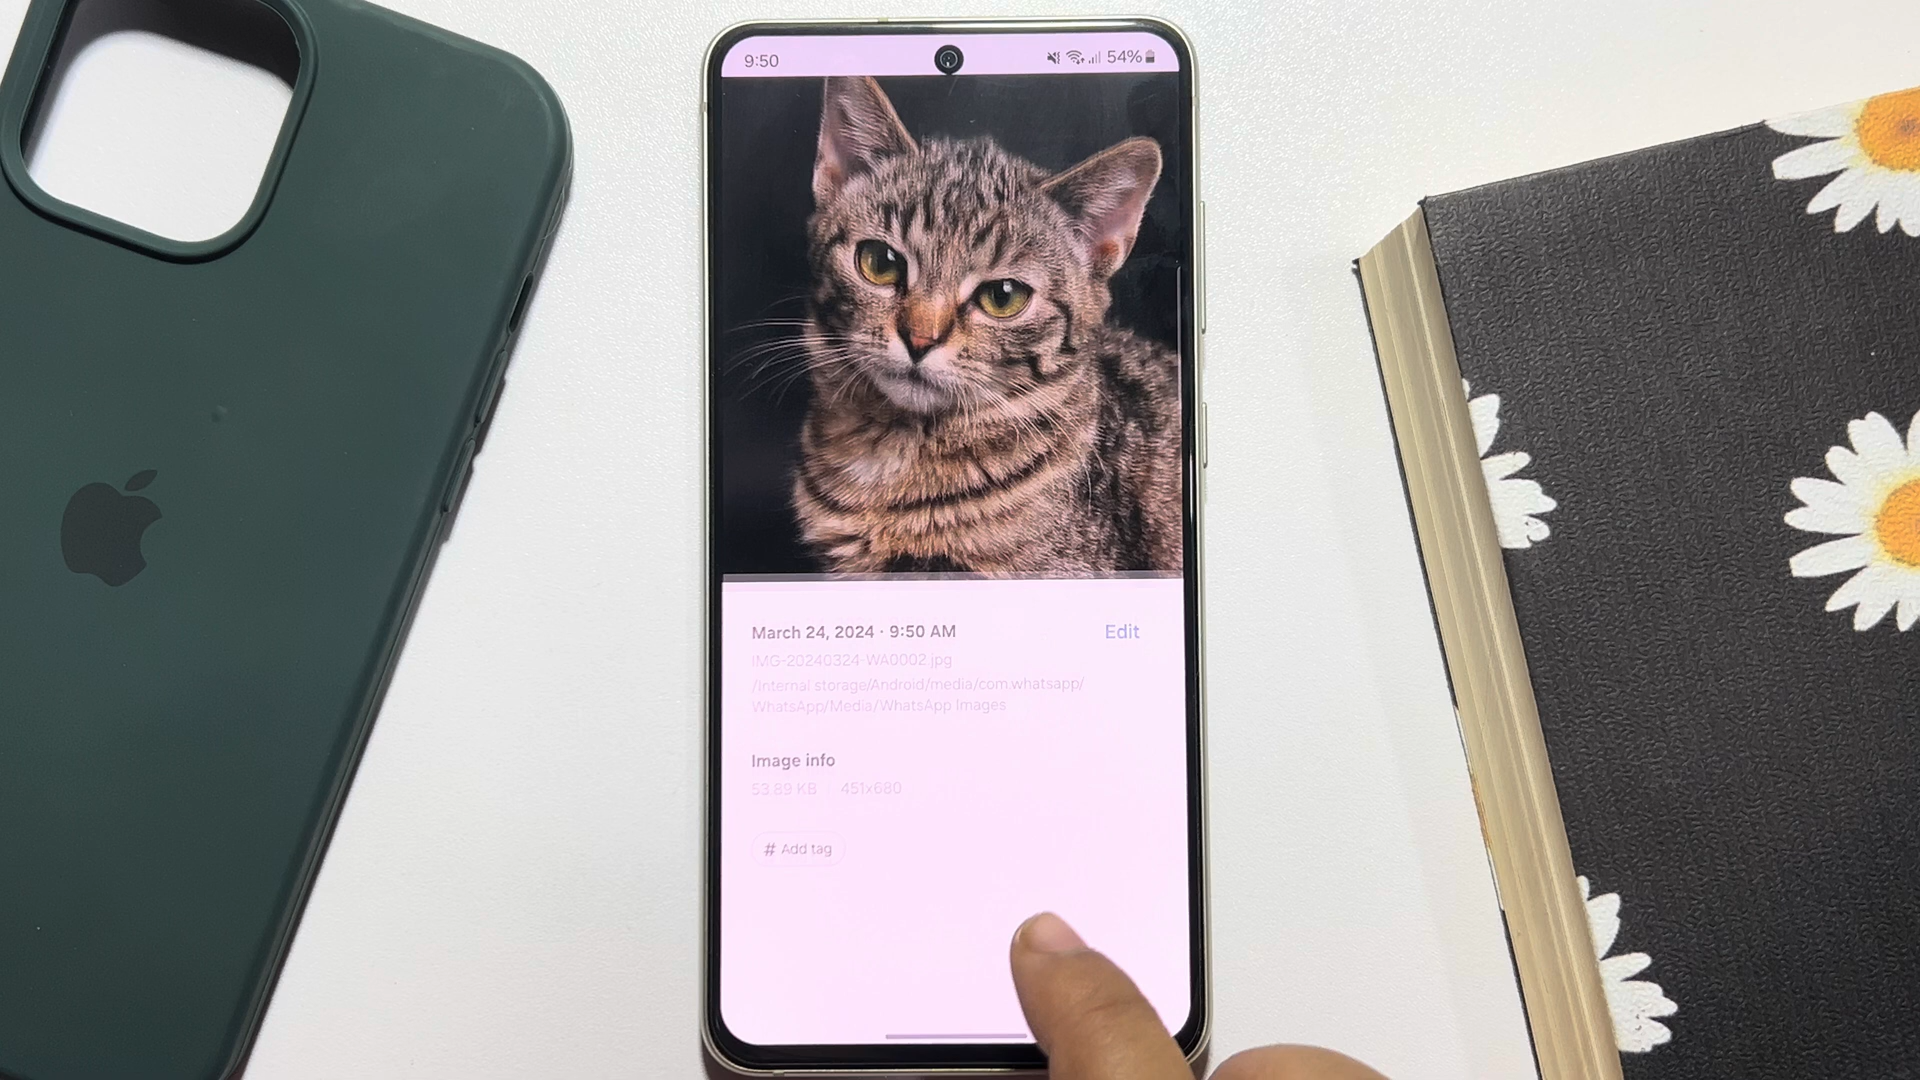 9:50
54%
March 24, 2024 · 9:50 AM
Edit
IMG-20240324-WA0002.jpg
/Internal storage/Android/media/com.whatsapp/
WhatsApp/Media/WhatsApp Images
Image info
53.89 KB
451x680
# Add tag